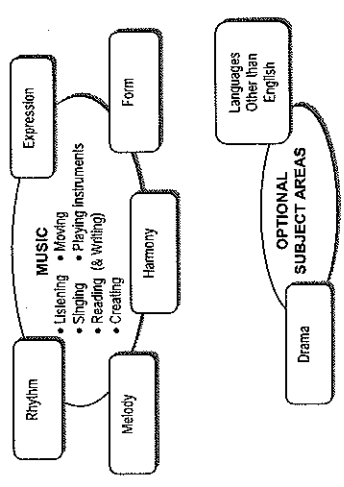 Rhythm
Expression
MUSIC
• Listening • Moving
• Singing • Playing instruments
• Reading (& Writing)
• Creating
Melody
Harmony
Form
Drama
OPTIONAL
SUBJECT AREAS
Languages
Other than
English